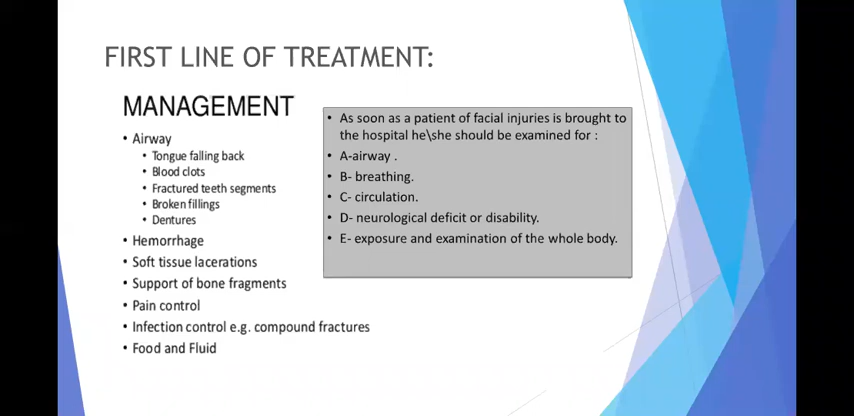 FIRST LINE OF TREATMENT:
MANAGEMENT
• Airway
• Tongue falling back
• Blood clots
• Fractured teeth segments
• Broken fillings
• Dentures
• Hemorrhage
• Soft tissue lacerations
• Support of bone fragments
• Pain control
• Infection control e.g. compound fractures
• Food and Fluid
• As soon as a patient of facial injuries is brought to
the hospital he\she should be examined for :
• A-airway .
• B- breathing.
• C- circulation.
• D- neurological deficit or disability.
• E- exposure and examination of the whole body.